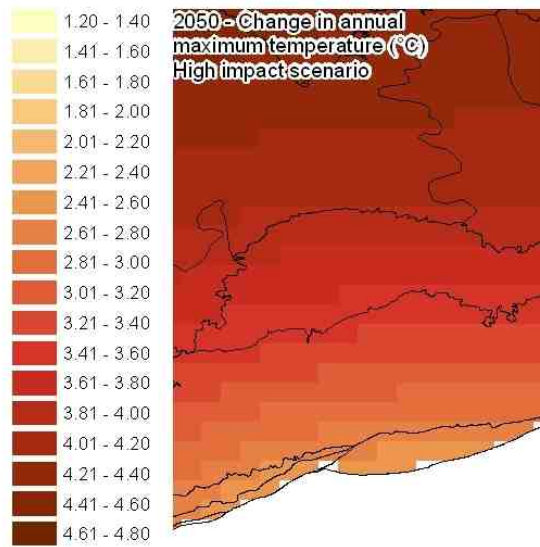 2050 - Change in annual
maximum temperature (°C)
High impact scenario
1.20 - 1.40
1.41 - 1.60
1.61 - 1.80
1.81 - 2.00
2.01 - 2.20
2.21 - 2.40
2.41 - 2.60
2.61 - 2.80
2.81 - 3.00
3.01 - 3.20
3.21 - 3.40
3.41 - 3.60
3.61 - 3.80
3.81 - 4.00
4.01 - 4.20
4.21 - 4.40
4.41 - 4.60
4.61 - 4.80